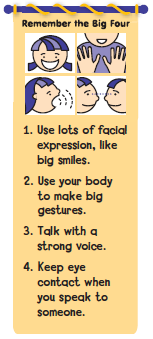 Remember the Big Four
1. Use lots of facial
expression, like
big smiles.
2. Use your body
to make big
gestures.
3. Talk with a
strong voice.
4. Keep eye
contact when
you speak to
someone.